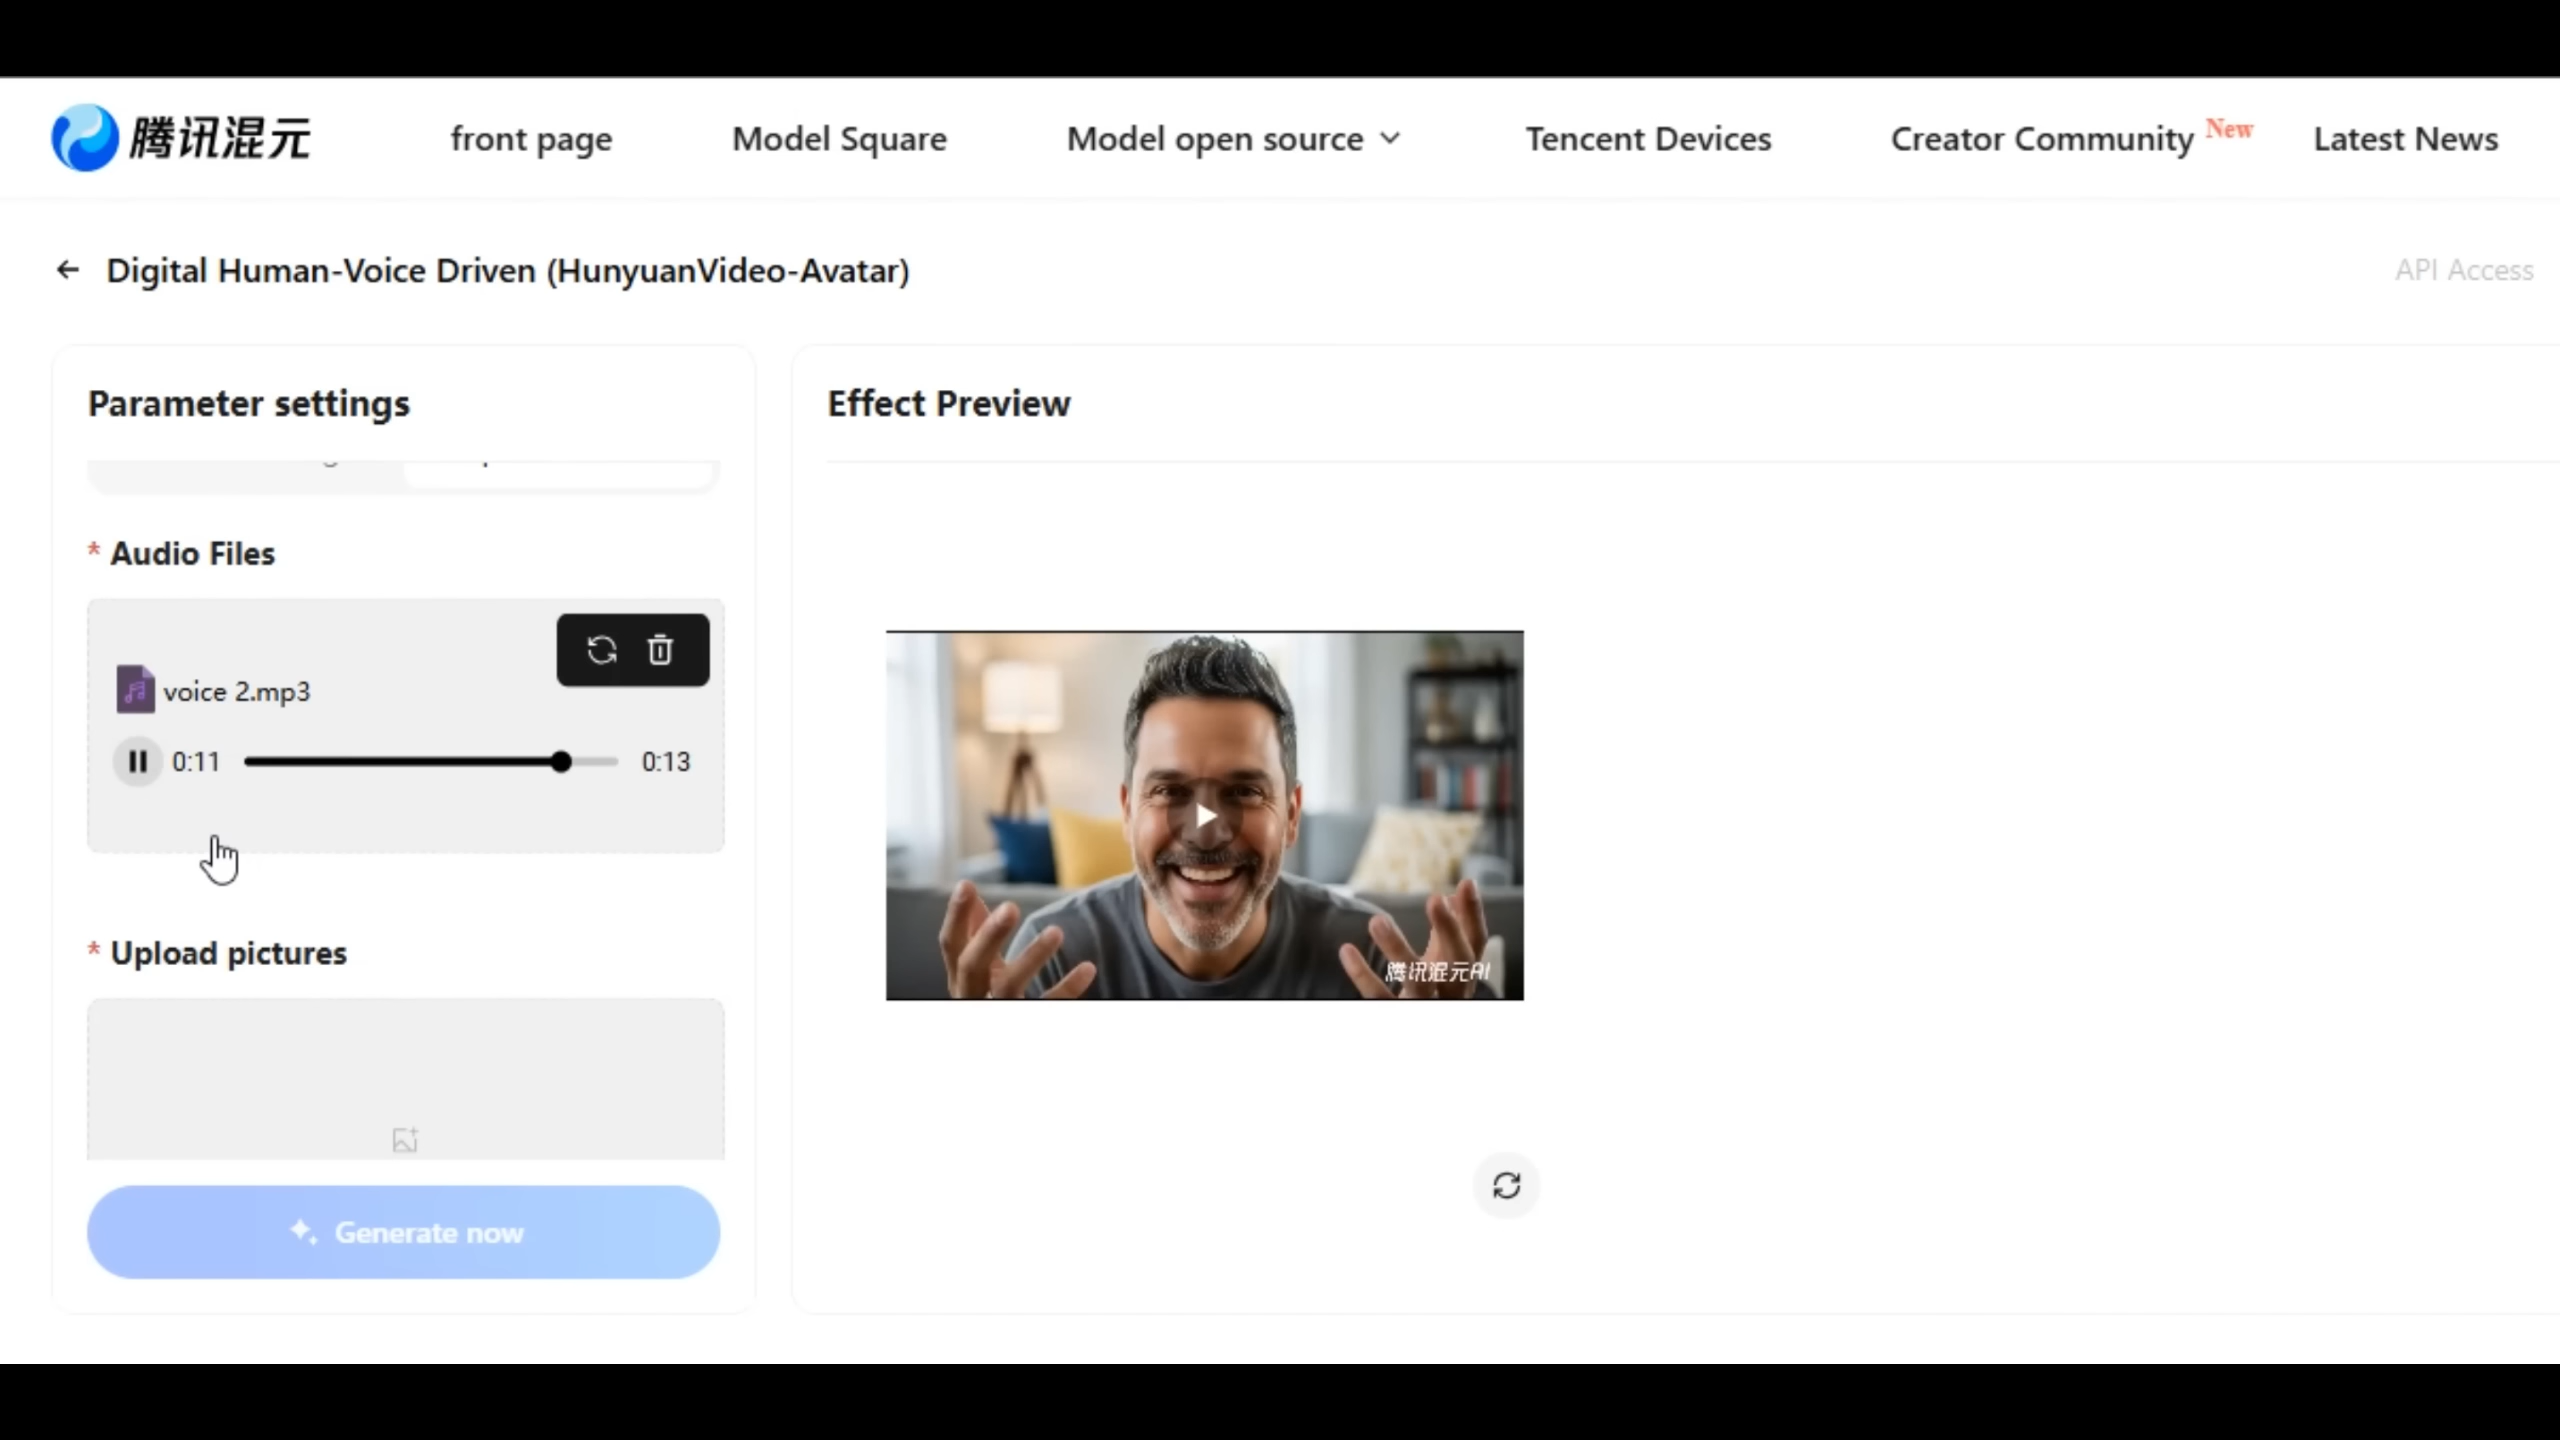 腾讯混元 front page Model Square Model open source Tencent Devices Creator Community New Latest News
Digital Human-Voice Driven (HunyuanVideo-Avatar) API Access
Parameter settings
* Audio Files
voice 2.mp3
0:11 0:13
* Upload pictures
Generate now
Effect Preview
腾讯混元AI